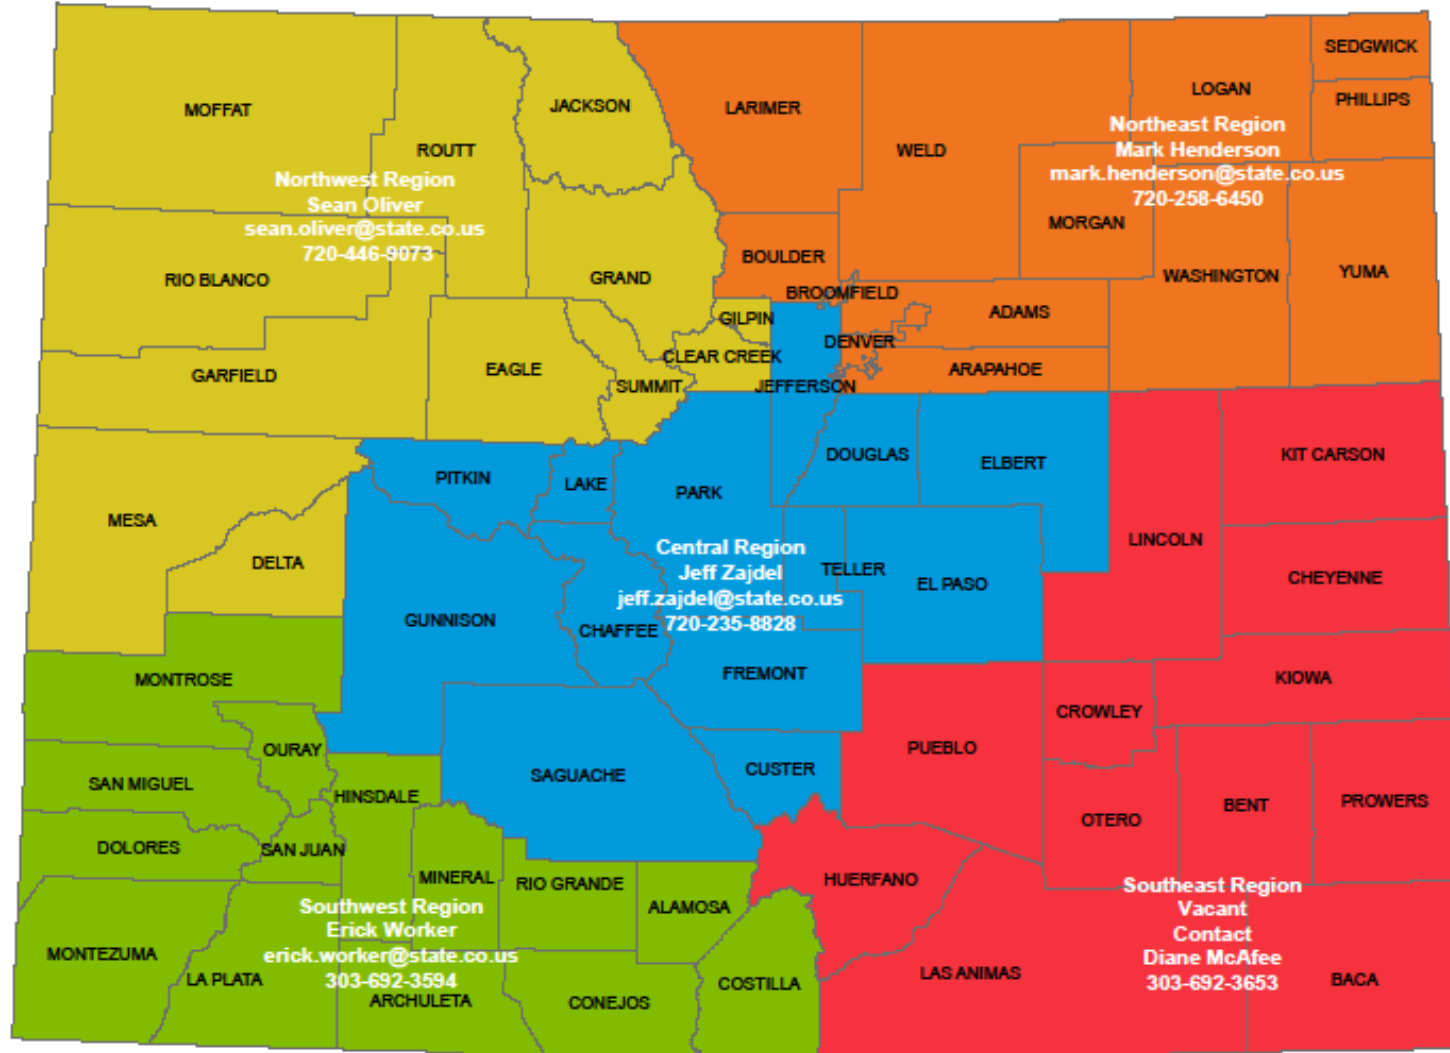 SEDGWICK
LOGAN
PHILLIPS
MOFFAT
JACKSON
LARIMER
Northeast Region
Mark Henderson
mark.henderson@state.co.us
720-258-6450
ROUTT
WELD
Northwest Region
Sean Oliver
sean.oliver@state.co.us
720-446-9073
MORGAN
BOULDER
WASHINGTON
YUMA
RIO BLANCO
GRAND
BROOMFIELD
ADAMS
GILPIN
DENVER
CLEAR CREEK
ARAPAHOE
GARFIELD
EAGLE
SUMMIT
JEFFERSON
DOUGLAS
ELBERT
KIT CARSON
PITKIN
LAKE
PARK
MESA
LINCOLN
Central Region
Jeff Zajdel
jeff.zajdel@state.co.us
720-235-8828
DELTA
TELLER
EL PASO
CHEYENNE
GUNNISON
CHAFFEE
FREMONT
MONTROSE
KIOWA
CROWLEY
OURAY
PUEBLO
SAGUACHE
CUSTER
SAN MIGUEL
HINSDALE
OTERO
BENT
PROWERS
DOLORES
SAN JUAN
MINERAL
RIO GRANDE
HUERFANO
Southeast Region
Vacant
Contact
Diane McAfee
303-692-3653
ALAMOSA
Southwest Region
Erick Worker
erick.worker@state.co.us
303-692-3594
MONTEZUMA
LA PLATA
ARCHULETA
CONEJOS
COSTILLA
LAS ANIMAS
BACA